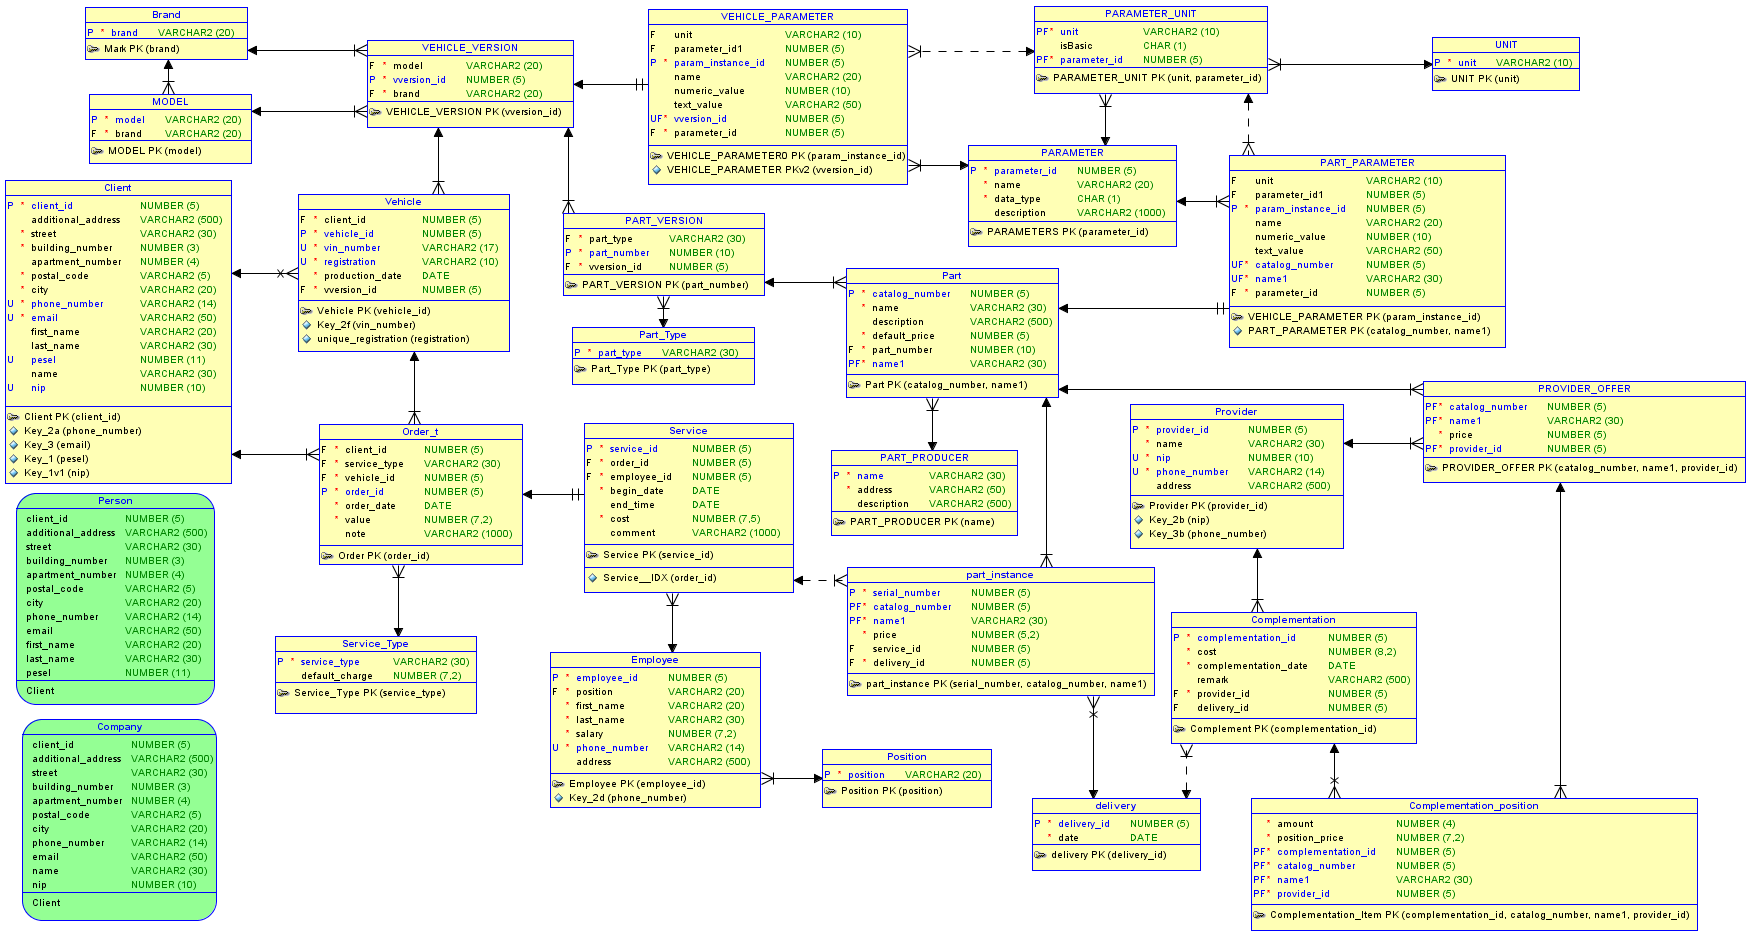 Brand
P * brand VARCHAR2 (20)
Mark PK (brand)
MODEL
P * model VARCHAR2 (20)
F * brand VARCHAR2 (20)
MODEL PK (model)
VEHICLE_VERSION
F * model VARCHAR2 (20)
P * vversion_id NUMBER (5)
F * brand VARCHAR2 (20)
VEHICLE_VERSION PK (vversion_id)
VEHICLE_PARAMETER
F unit VARCHAR2 (10)
F parameter_id1 NUMBER (5)
P * param_instance_id NUMBER (5)
name VARCHAR2 (20)
numeric_value NUMBER (10)
text_value VARCHAR2 (50)
UF* vversion_id NUMBER (5)
F * parameter_id NUMBER (5)
VEHICLE_PARAMETER0 PK (param_instance_id)
VEHICLE_PARAMETER PKv2 (vversion_id)
PARAMETER_UNIT
PF* unit VARCHAR2 (10)
isBasic CHAR (1)
PF* parameter_id NUMBER (5)
PARAMETER_UNIT PK (unit, parameter_id)
UNIT
P * unit VARCHAR2 (10)
UNIT PK (unit)
PARAMETER
P * parameter_id NUMBER (5)
* name VARCHAR2 (20)
* data_type CHAR (1)
description VARCHAR2 (1000)
PARAMETERS PK (parameter_id)
PART_PARAMETER
F unit VARCHAR2 (10)
F parameter_id1 NUMBER (5)
P * param_instance_id NUMBER (5)
name VARCHAR2 (20)
numeric_value NUMBER (10)
text_value VARCHAR2 (50)
UF* catalog_number NUMBER (5)
UF* name1 VARCHAR2 (30)
F * parameter_id NUMBER (5)
VEHICLE_PARAMETER PK (param_instance_id)
PART_PARAMETER PK (catalog_number, name1)
Client
P * client_id NUMBER (5)
additional_address VARCHAR2 (500)
* street VARCHAR2 (30)
* building_number NUMBER (3)
apartment_number NUMBER (4)
* postal_code VARCHAR2 (5)
* city VARCHAR2 (20)
U * phone_number VARCHAR2 (14)
U * email VARCHAR2 (50)
first_name VARCHAR2 (20)
last_name VARCHAR2 (30)
U pesel NUMBER (11)
name VARCHAR2 (30)
U nip NUMBER (10)
Client PK (client_id)
Key_2a (phone_number)
Key_3 (email)
Key_1 (pesel)
Key_1v1 (nip)
Vehicle
F * client_id NUMBER (5)
P * vehicle_id NUMBER (5)
U * vin_number VARCHAR2 (17)
U * registration VARCHAR2 (10)
* production_date DATE
F * vversion_id NUMBER (5)
Vehicle PK (vehicle_id)
Key_2f (vin_number)
unique_registration (registration)
PART_VERSION
F * part_type VARCHAR2 (30)
P * part_number NUMBER (10)
F * vversion_id NUMBER (5)
PART_VERSION PK (part_number)
Part_Type
P * part_type VARCHAR2 (30)
Part_Type PK (part_type)
Part
P * catalog_number NUMBER (5)
* name VARCHAR2 (30)
description VARCHAR2 (500)
* default_price NUMBER (5)
F * part_number NUMBER (10)
PF* name1 VARCHAR2 (30)
Part PK (catalog_number, name1)
PROVIDER_OFFER
PF* catalog_number NUMBER (5)
PF* name1 VARCHAR2 (30)
* price NUMBER (5)
PF* provider_id NUMBER (5)
PROVIDER_OFFER PK (catalog_number, name1, provider_id)
Provider
P * provider_id NUMBER (5)
* name VARCHAR2 (30)
U * nip NUMBER (10)
U * phone_number VARCHAR2 (14)
address VARCHAR2 (500)
Provider PK (provider_id)
Key_2b (nip)
Key_3b (phone_number)
Order_t
F * client_id NUMBER (5)
F * service_type VARCHAR2 (30)
F * vehicle_id NUMBER (5)
P * order_id NUMBER (5)
* order_date DATE
* value NUMBER (7,2)
note VARCHAR2 (1000)
Order PK (order_id)
Service
P * service_id NUMBER (5)
F * order_id NUMBER (5)
F * employee_id NUMBER (5)
* begin_date DATE
end_time DATE
* cost NUMBER (7,5)
comment VARCHAR2 (1000)
Service PK (service_id)
Service__IDX (order_id)
PART_PRODUCER
P * name VARCHAR2 (30)
* address VARCHAR2 (50)
description VARCHAR2 (500)
PART_PRODUCER PK (name)
Person
client_id NUMBER (5)
additional_address VARCHAR2 (500)
street VARCHAR2 (30)
building_number NUMBER (3)
apartment_number NUMBER (4)
postal_code VARCHAR2 (5)
city VARCHAR2 (20)
phone_number VARCHAR2 (14)
email VARCHAR2 (50)
first_name VARCHAR2 (20)
last_name VARCHAR2 (30)
pesel NUMBER (11)
Client
Service_Type
P * service_type VARCHAR2 (30)
default_charge NUMBER (7,2)
Service_Type PK (service_type)
part_instance
P * serial_number NUMBER (5)
PF* catalog_number NUMBER (5)
PF* name1 VARCHAR2 (30)
* price NUMBER (5,2)
F service_id NUMBER (5)
F * delivery_id NUMBER (5)
part_instance PK (serial_number, catalog_number, name1)
Complementation
P * complementation_id NUMBER (5)
* cost NUMBER (8,2)
* complementation_date DATE
remark VARCHAR2 (500)
F * provider_id NUMBER (5)
F delivery_id NUMBER (5)
Complement PK (complementation_id)
Employee
P * employee_id NUMBER (5)
F * position VARCHAR2 (20)
* first_name VARCHAR2 (20)
* last_name VARCHAR2 (30)
* salary NUMBER (7,2)
U * phone_number VARCHAR2 (14)
address VARCHAR2 (500)
Employee PK (employee_id)
Key_2d (phone_number)
Position
P * position VARCHAR2 (20)
Position PK (position)
Company
client_id NUMBER (5)
additional_address VARCHAR2 (500)
street VARCHAR2 (30)
building_number NUMBER (3)
apartment_number NUMBER (4)
postal_code VARCHAR2 (5)
city VARCHAR2 (20)
phone_number VARCHAR2 (14)
email VARCHAR2 (50)
name VARCHAR2 (30)
nip NUMBER (10)
Client
delivery
P * delivery_id NUMBER (5)
* date DATE
delivery PK (delivery_id)
Complementation_position
* amount NUMBER (4)
* position_price NUMBER (7,2)
PF* complementation_id NUMBER (5)
PF* catalog_number NUMBER (5)
PF* name1 VARCHAR2 (30)
PF* provider_id NUMBER (5)
Complementation_Item PK (complementation_id, catalog_number, name1, provider_id)